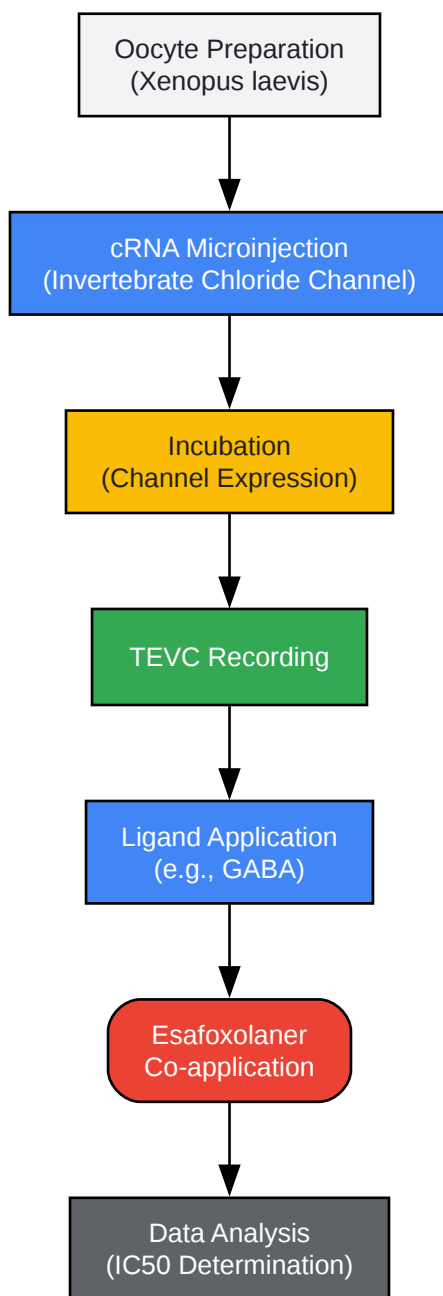 Oocyte Preparation
(Xenopus laevis)
cRNA Microinjection
(Invertebrate Chloride Channel)
Incubation
(Channel Expression)
TEVC Recording
Ligand Application
(e.g., GABA)
Esafoxolaner
Co-application
Data Analysis
(IC50 Determination)